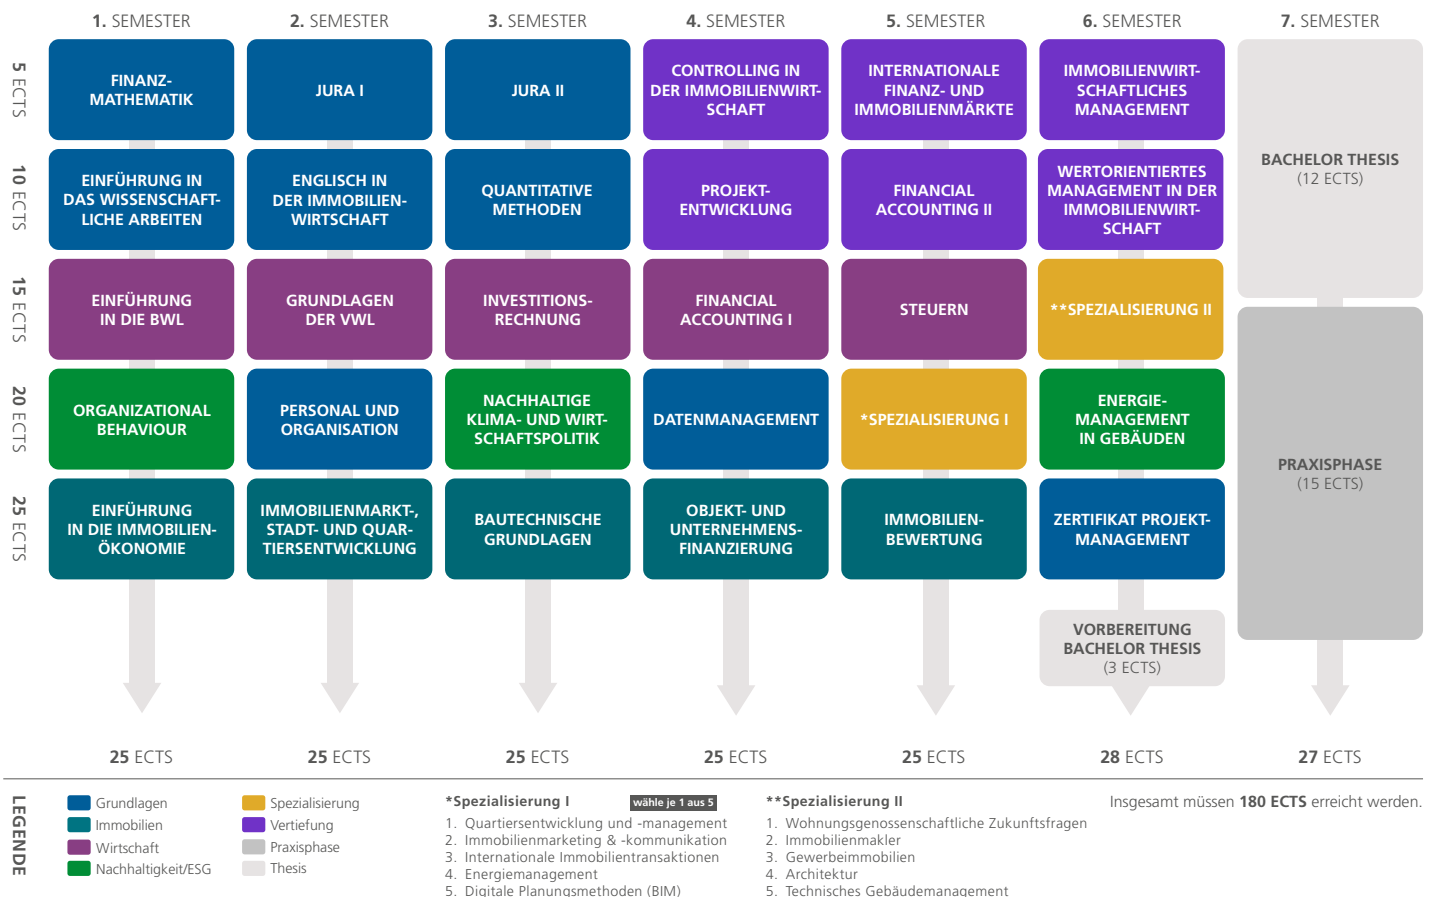 1. SEMESTER
2. SEMESTER
3. SEMESTER
4. SEMESTER
5. SEMESTER
6. SEMESTER
7. SEMESTER
5 ECTS
FINANZ-
MATHEMATIK
JURA I
JURA II
CONTROLLING IN
DER IMMOBILIENWIRT-
SCHAFT
INTERNATIONALE
FINANZ- UND
IMMOBILIENMÄRKTE
IMMOBILIENWIRT-
SCHAFTLICHES
MANAGEMENT
BACHELOR THESIS
(12 ECTS)
10 ECTS
EINFÜHRUNG IN
DAS WISSENSCHAFT-
LICHE ARBEITEN
ENGLISCH IN
DER IMMOBILIEN-
WIRTSCHAFT
QUANTITATIVE
METHODEN
PROJEKT-
ENTWICKLUNG
FINANCIAL
ACCOUNTING II
WERTORIENTIERTES
MANAGEMENT IN DER
IMMOBILIENWIRT-
SCHAFT
15 ECTS
EINFÜHRUNG
IN DIE BWL
GRUNDLAGEN
DER VWL
INVESTITIONS-
RECHNUNG
FINANCIAL
ACCOUNTING I
STEUERN
**SPEZIALISIERUNG II
20 ECTS
ORGANIZATIONAL
BEHAVIOUR
PERSONAL UND
ORGANISATION
NACHHALTIGE
KLIMA- UND WIRT-
SCHAFTSPOLITIK
DATENMANAGEMENT
*SPEZIALISIERUNG I
ENERGIE-
MANAGEMENT
IN GEBÄUDEN
PRAXISPHASE
(15 ECTS)
25 ECTS
EINFÜHRUNG
IN DIE IMMOBILIEN-
ÖKONOMIE
IMMOBILIENMARKT-,
STADT- UND QUAR-
TIERSENTWICKLUNG
BAUTECHNISCHE
GRUNDLAGEN
OBJEKT- UND
UNTERNEHMENS-
FINANZIERUNG
IMMOBILIEN-
BEWERTUNG
ZERTIFIKAT PROJEKT-
MANAGEMENT
VORBEREITUNG
BACHELOR THESIS
(3 ECTS)
25 ECTS
25 ECTS
25 ECTS
25 ECTS
25 ECTS
28 ECTS
27 ECTS
LEGENDE
Grundlagen
Immobilien
Wirtschaft
Nachhaltigkeit/ESG
Spezialisierung
Vertiefung
Praxisphase
Thesis
*Spezialisierung I
wähle je 1 aus 5
1. Quartiersentwicklung und -management
2. Immobilienmarketing & -kommunikation
3. Internationale Immobilientransaktionen
4. Energiemanagement
5. Digitale Planungsmethoden (BIM)
**Spezialisierung II
1. Wohnungsgenossenschaftliche Zukunftsfragen
2. Immobilienmakler
3. Gewerbeimmobilien
4. Architektur
5. Technisches Gebäudemanagement
Insgesamt müssen 180 ECTS erreicht werden.